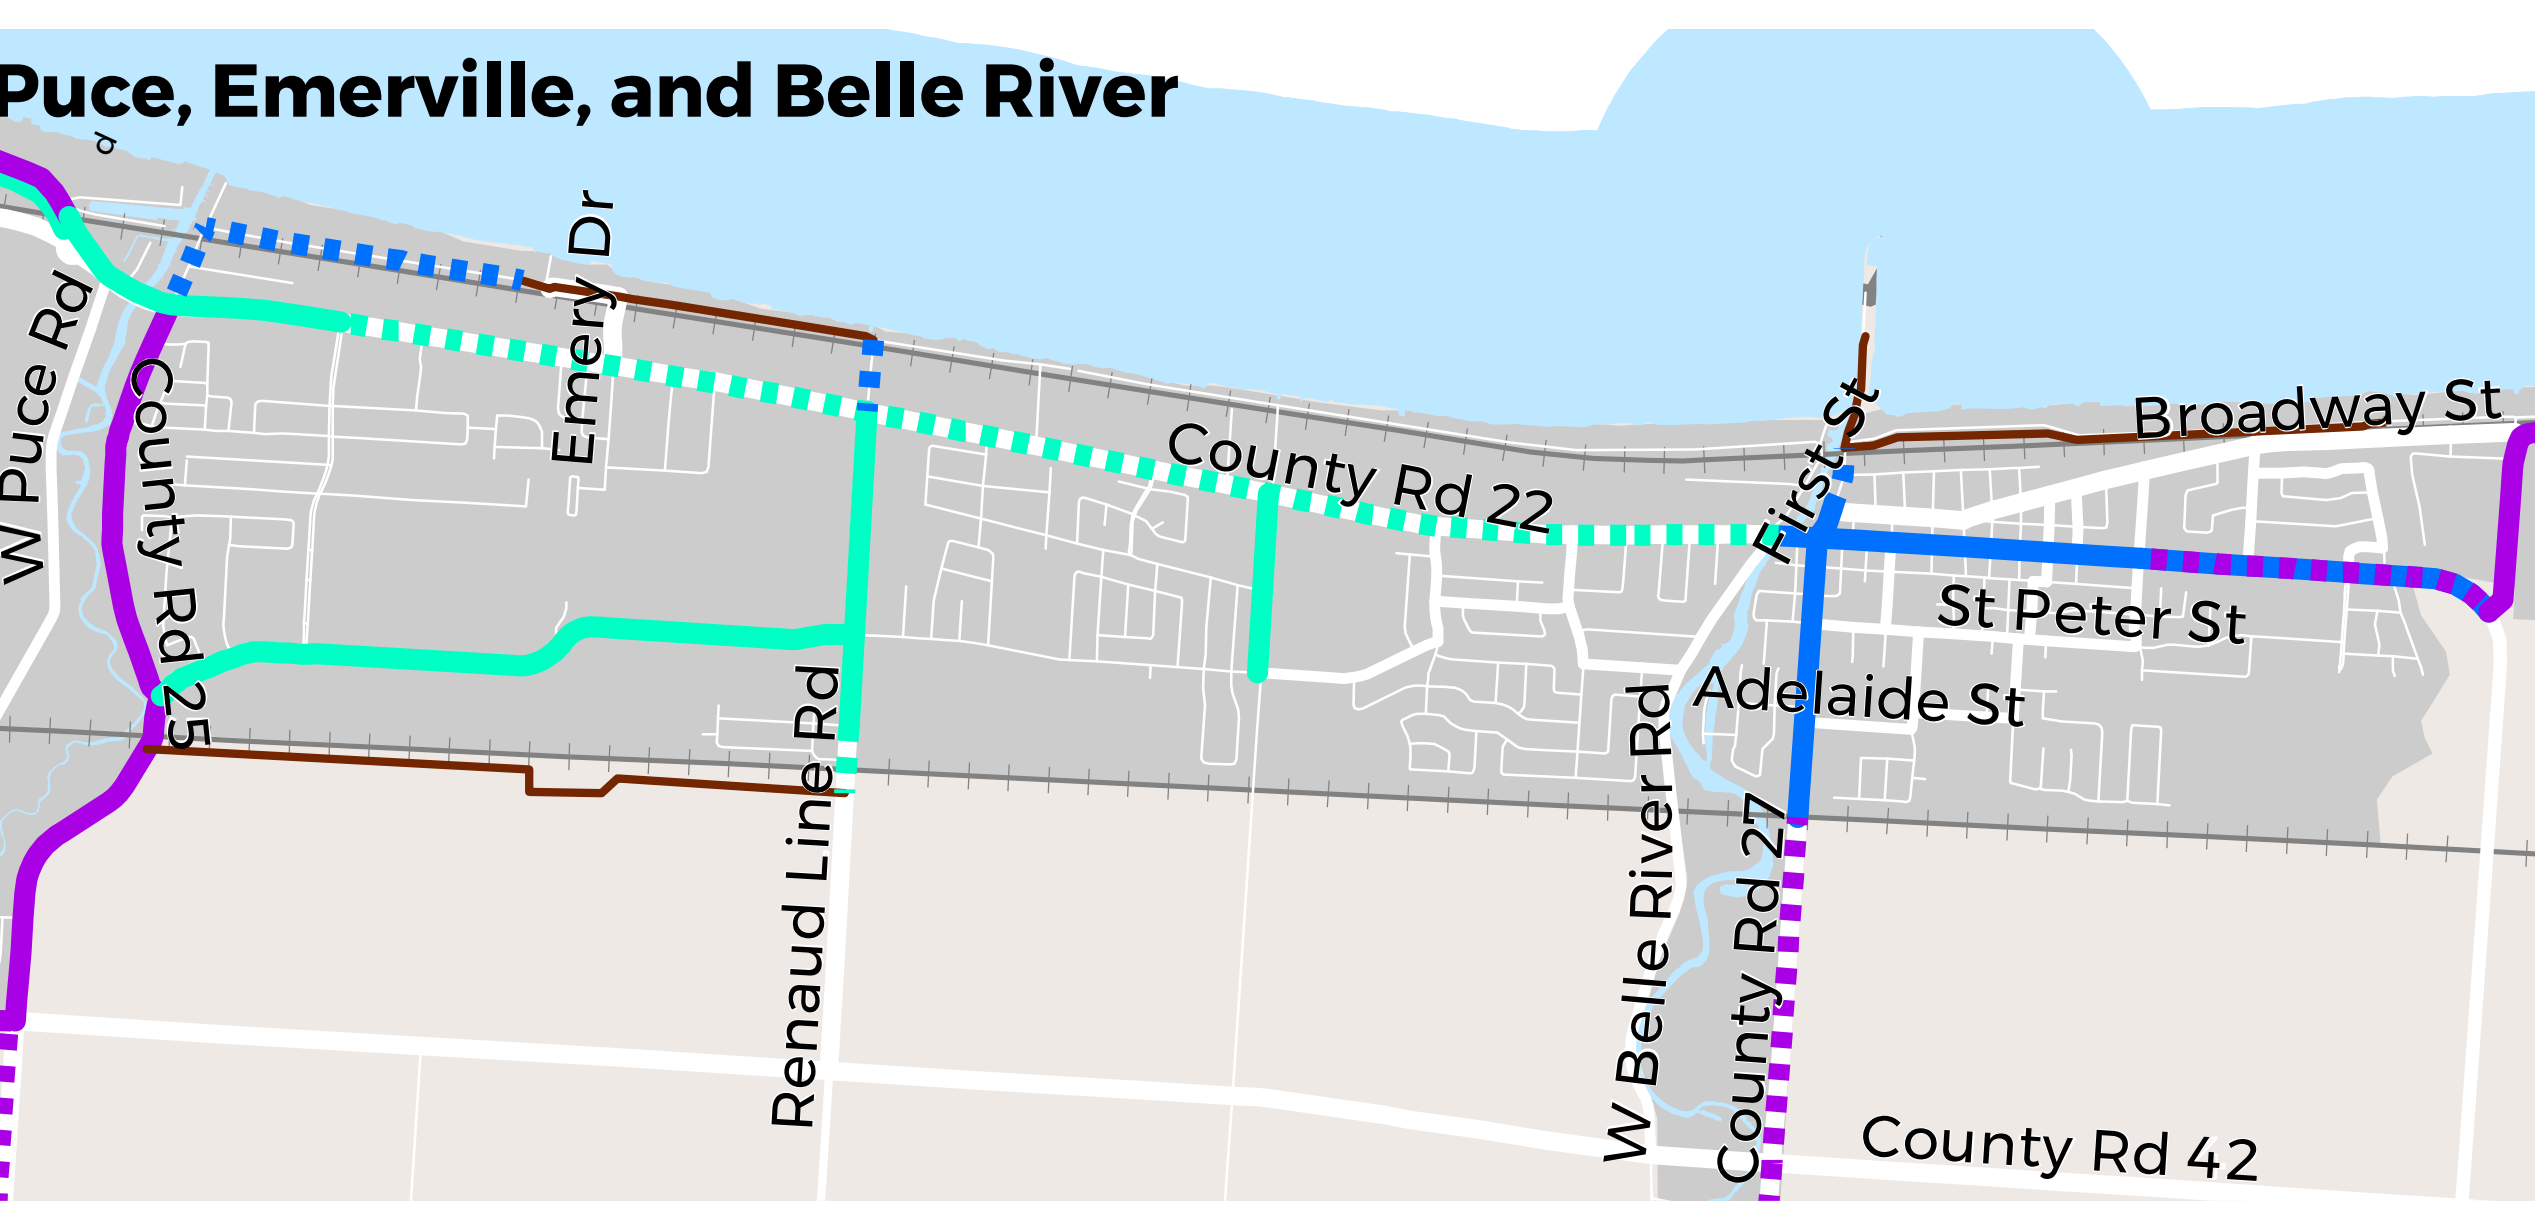 Puce, Emerville, and Belle River
d
Emery Dr
W Puce Rd
County Rd 25
County Rd 22
First St
Broadway St
St Peter St
Adelaide St
Renaud Line Rd
W Belle River Rd
County Rd 27
County Rd 42